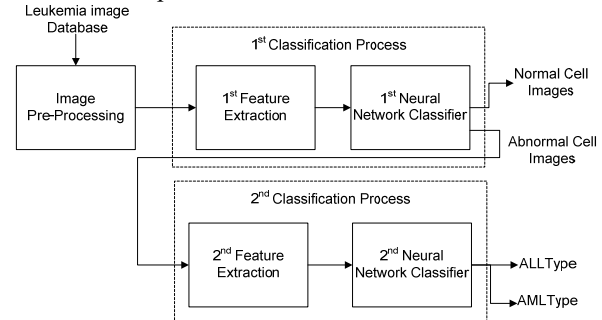 Leukemia image
Database
1st Classification Process
Image
Pre-Processing
1st Feature
Extraction
1st Neural
Network Classifier
Normal Cell
Images
Abnormal Cell
Images
2nd Classification Process
2nd Feature
Extraction
2nd Neural
Network Classifier
ALLType
AMLType